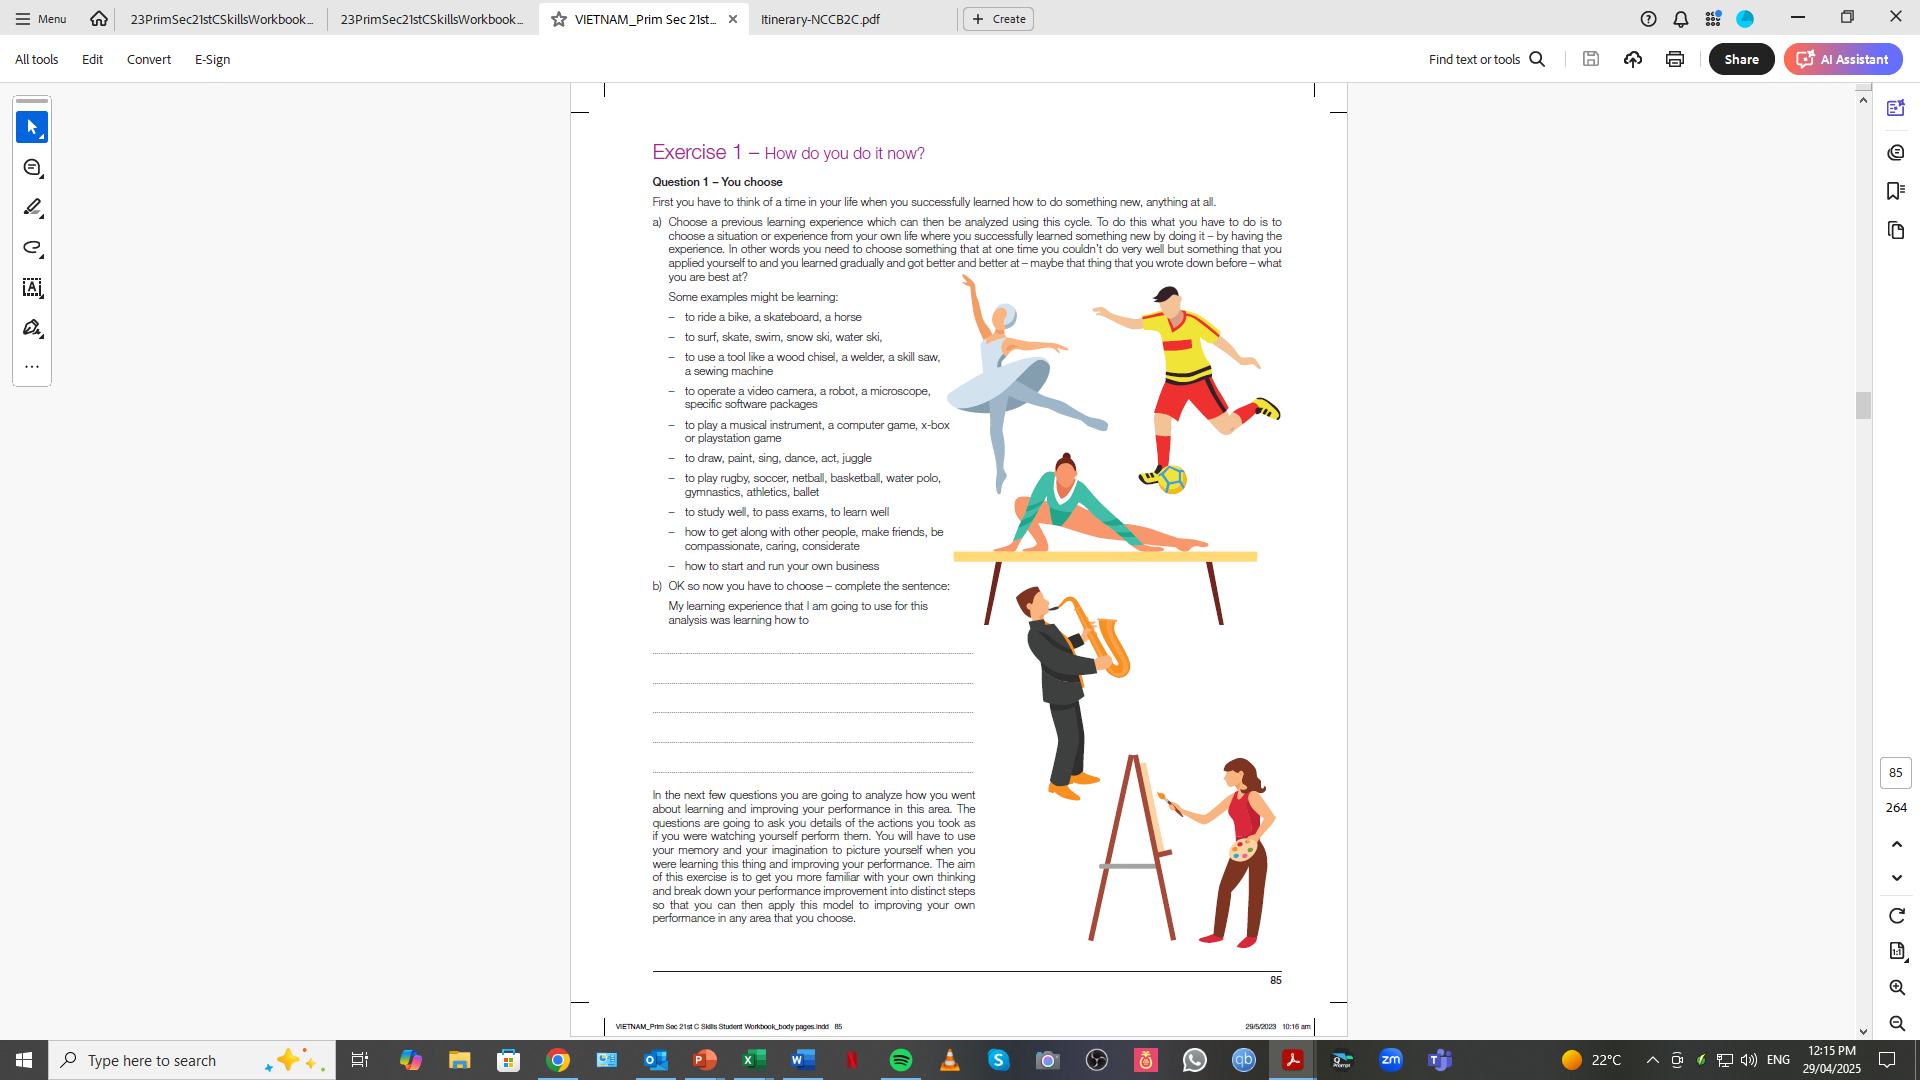 Menu
23PrimSec21stCSkillsWorkbook...
23PrimSec21stCSkillsWorkbook...
VIETNAM_Prim Sec 21st...
Itinerary-NCCB2C.pdf
Create
All tools
Edit
Convert
E-Sign
Find text or tools
Share
AI Assistant
Exercise 1 – How do you do it now?
Question 1 – You choose
First you have to think of a time in your life when you successfully learned how to do something new, anything at all.
a) Choose a previous learning experience which can then be analyzed using this cycle. To do this what you have to do is to
choose a situation or experience from your own life where you successfully learned something new by doing it – by having the
experience. In other words you need to choose something that at one time you couldn't do very well but something that you
applied yourself to and you learned gradually and got better and better at – maybe that thing that you wrote down before – what
you are best at?
Some examples might be learning:
– to ride a bike, a skateboard, a horse
– to surf, skate, swim, snow ski, water ski,
– to use a tool like a wood chisel, a welder, a skill saw,
a sewing machine
– to operate a video camera, a robot, a microscope,
specific software packages
– to play a musical instrument, a computer game, x-box
or playstation game
– to draw, paint, sing, dance, act, juggle
– to play rugby, soccer, netball, basketball, water polo,
gymnastics, athletics, ballet
– to study well, to pass exams, to learn well
– how to get along with other people, make friends, be
compassionate, caring, considerate
– how to start and run your own business
b) OK so now you have to choose – complete the sentence:
My learning experience that I am going to use for this
analysis was learning how to
In the next few questions you are going to analyze how you went
about learning and improving your performance in this area. The
questions are going to ask you details of the actions you took as
if you were watching yourself perform them. You will have to use
your memory and your imagination to picture yourself when you
were learning this thing and improving your performance. The aim
of this exercise is to get you more familiar with your own thinking
and break down your performance improvement into distinct steps
so that you can then apply this model to improving your own
performance in any area that you choose.
85
VIETNAM_Prim Sec 21st C Skills Student Workbook_body pages.indd 85
29/5/2023 10:16 am
85
264
1:1
Type here to search
zm
22°C
ENG
12:15 PM
29/04/2025